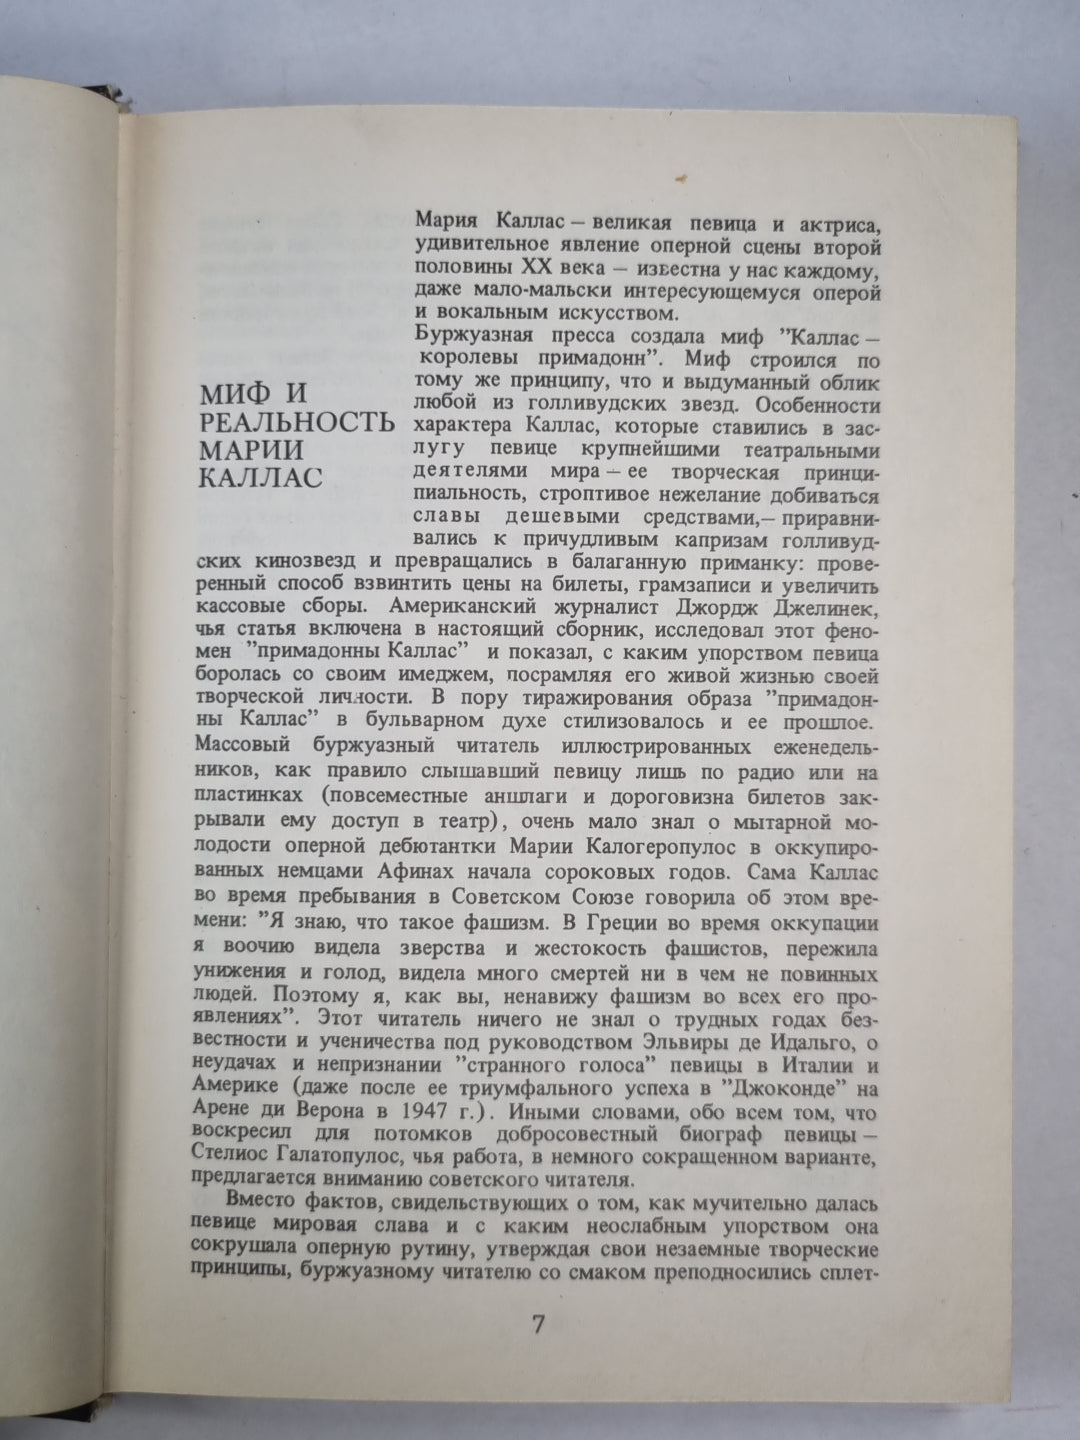 МИФ И
РЕАЛЬНОСТЬ
МАРИИ
КАЛЛАС
Мария Каллас — великая певица и актриса,
удивительное явление оперной сцены второй
половины XX века — известна у нас каждому,
даже мало-мальски интересующемуся оперой
и вокальным искусством.
Буржуазная пресса создала миф ”Каллас —
королевы примадонн”. Миф строился по
тому же принципу, что и выдуманный облик
любой из голливудских звезд. Особенности
характера Каллас, которые ставились в зас-
лугу певице крупнейшими театральными
деятелями мира — ее творческая принци-
пиальность, строптивое нежелание добиваться
славы дешевыми средствами,— приравни-
вались к причудливым капризам голливуд-
ских кинозвезд и превращались в балаганную приманку: прове-
ренный способ взвинтить цены на билеты, грамзаписи и увеличить
кассовые сборы. Американский журналист Джордж Джелинек,
чья статья включена в настоящий сборник, исследовал этот фено-
мен ”примадонны Каллас” и показал, с каким упорством певица
боролась со своим имеджем, посрамляя его живой жизнью своей
творческой личности. В пору тиражирования образа ”примадон-
ны Каллас” в бульварном духе стилизовалось и ее прошлое.
Массовый буржуазный читатель иллюстрированных еженедель-
ников, как правило слышавший певицу лишь по радио или на
пластинках (повсеместные аншлаги и дороговизна билетов зак-
рывали ему доступ в театр), очень мало знал о мытарной мо-
лодости оперной дебютантки Марии Калогеропулос в оккупиро-
ванных немцами Афинах начала сороковых годов. Сама Каллас
во время пребывания в Советском Союзе говорила об этом вре-
мени: ”Я знаю, что такое фашизм. В Греции во время оккупации
я воочию видела зверства и жестокость фашистов, пережила
унижения и голод, видела много смертей ни в чем не повинных
людей. Поэтому я, как вы, ненавижу фашизм во всех его про-
явлениях”. Этот читатель ничего не знал о трудных годах без-
вестности и ученичества под руководством Эльвиры де Идальго, о
неудачах и непризнании ”странного голоса” певицы в Италии и
Америке (даже после ее триумфального успеха в ”Джоконде” на
Арене ди Верона в 1947 г.). Иными словами, обо всем том, что
воскресил для потомков добросовестный биограф певицы —
Стелиос Галатопулос, чья работа, в немного сокращенном варианте,
предлагается вниманию советского читателя.
Вместо фактов, свидельствующих о том, как мучительно далась
певице мировая слава и с каким неослабным упорством она
сокрушала оперную рутину, утверждая свои незаемные творческие
принципы, буржуазному читателю со смаком преподносились сплет-
7